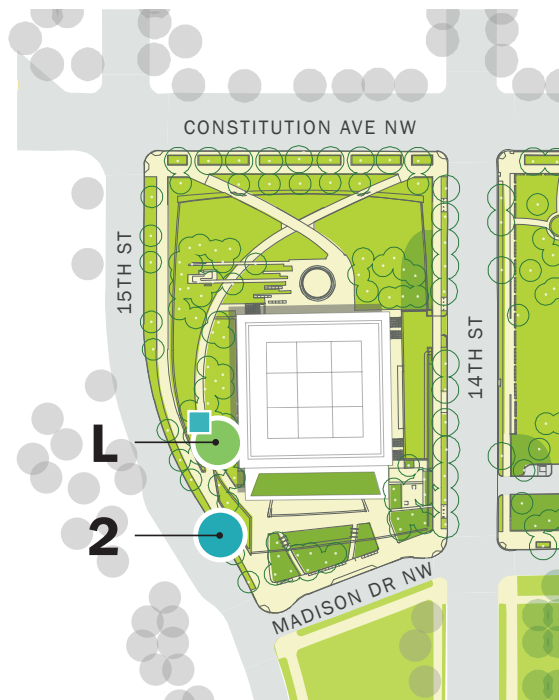 CONSTITUTION AVE NW
15TH ST
14TH ST
L
2
MADISON DR NW